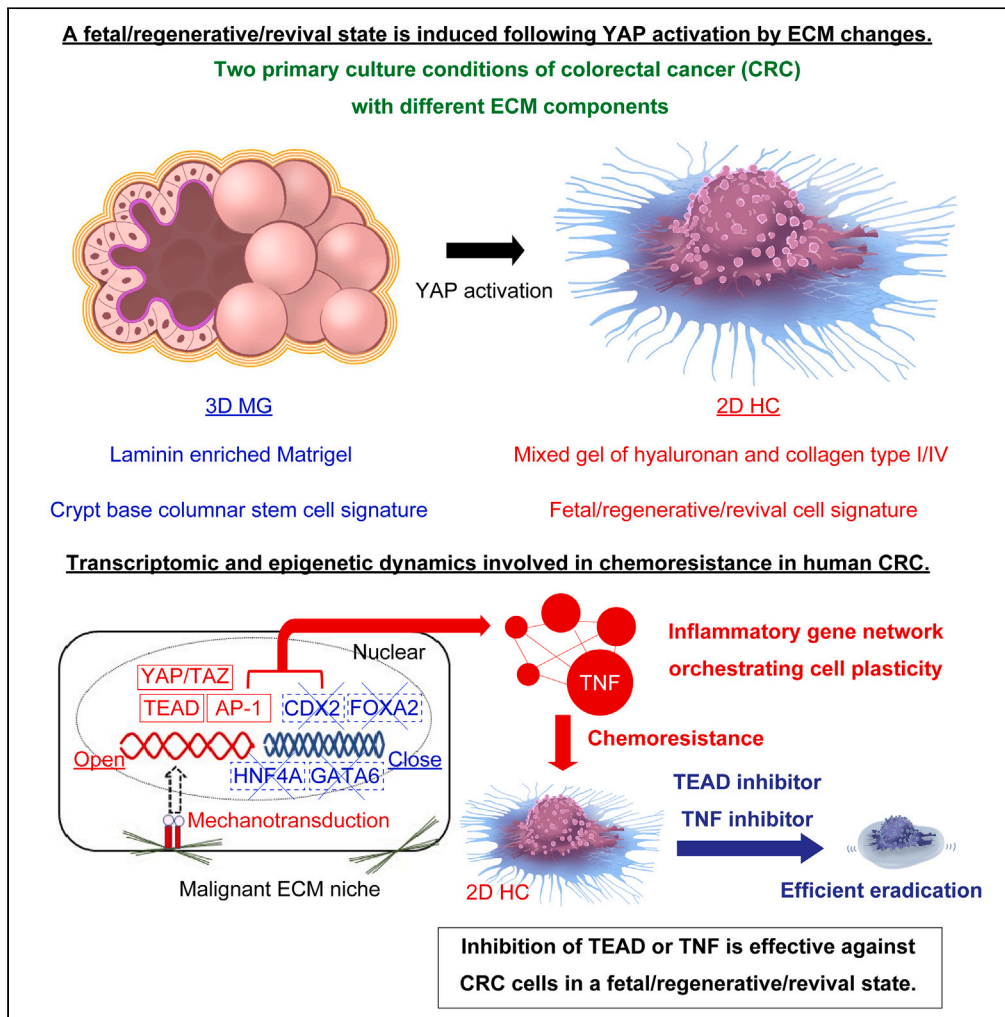 A fetal/regenerative/revival state is induced following YAP activation by ECM changes.
Two primary culture conditions of colorectal cancer (CRC)
with different ECM components
YAP activation
3D MG
Laminin enriched Matrigel
Crypt base columnar stem cell signature
2D HC
Mixed gel of hyaluronan and collagen type I/IV
Fetal/regenerative/revival cell signature
Transcriptomic and epigenetic dynamics involved in chemoresistance in human CRC.
Nuclear
YAP/TAZ
TEAD
AP-1
CDX2
FOXA2
Open
HNF4A
GATA6
Close
Mechanotransduction
Malignant ECM niche
TNF
Inflammatory gene network
orchestrating cell plasticity
Chemoresistance
2D HC
TEAD inhibitor
TNF inhibitor
Efficient eradication
Inhibition of TEAD or TNF is effective against
CRC cells in a fetal/regenerative/revival state.